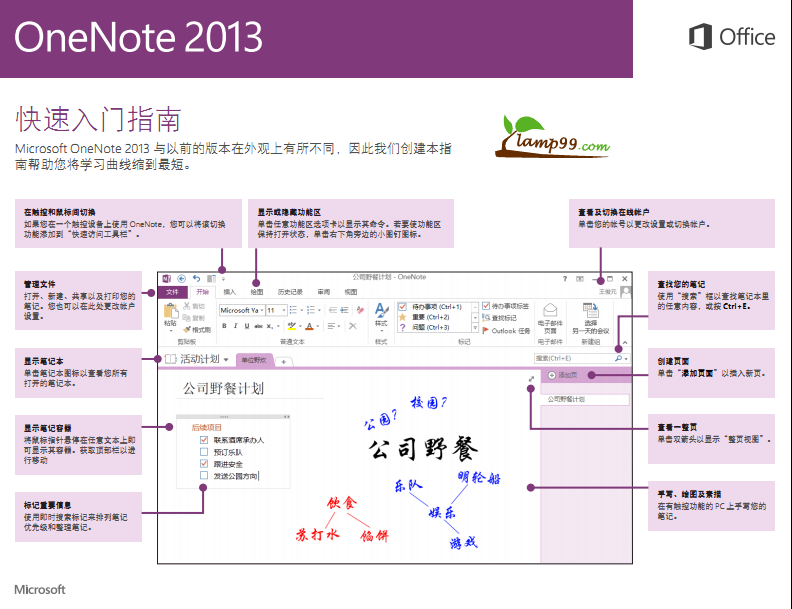 OneNote 2013
Office
快速入门指南
Microsoft OneNote 2013 与以前的版本在外观上有所不同，因此我们创建本指
南帮助您将学习曲线缩到最短。
lamp99.com
在触控和鼠标间切换
如果您在一个触控设备上使用 OneNote，您可以将该切换
功能添加到“快速访问工具栏”。
显示或隐藏功能区
单击任意功能区选项卡以显示其命令。若要使功能区
保持打开状态，单击右下角旁边的小图钉图标。
查看及切换在线帐户
单击您的帐号以更改设置或切换帐户。
管理文件
打开、新建、共享以及打印您的
笔记。您也可以在此处更改帐户
设置。
显示笔记本
单击笔记本图标以查看您所有
打开的笔记本。
显示笔记容器
将鼠标指针悬停在任意文本上即
可显示其容器。获取顶部栏以进
行移动
标记重要信息
使用即时搜索标记来排列笔记
优先级和整理笔记。
公司野餐计划 - OneNote
文件 开始 插入 绘图 历史记录 审阅 视图
粘贴
剪切
复制
格式刷
剪贴板
Microsoft Ya 11
B I U abc x₂
普通文本
样式
样式
待办事项 (Ctrl+1)
重要 (Ctrl+2)
问题 (Ctrl+3)
待办事项标签
查找标记
Outlook 任务
标记
电子邮件
页面
电子邮件
选择
另一天的会议
新建组
活动计划
单位野炊
搜索(Ctrl+E)
添加页
公司野餐计划
公司野餐计划
后续项目
联系酒席承办人
预订乐队
跟进安全
发送公园方向
公园?
校园?
公司野餐
乐队
明轮船
娱乐
游戏
饮食
苏打水
馅饼
查找您的笔记
使用“搜索”框以查找笔记本里
的任意内容，或按 Ctrl+E。
创建页面
单击“添加页面”以插入新页。
查看一整页
单击双箭头以显示“整页视图”。
手写、绘图及素描
在有触控功能的 PC 上手写您的
笔记。
Microsoft